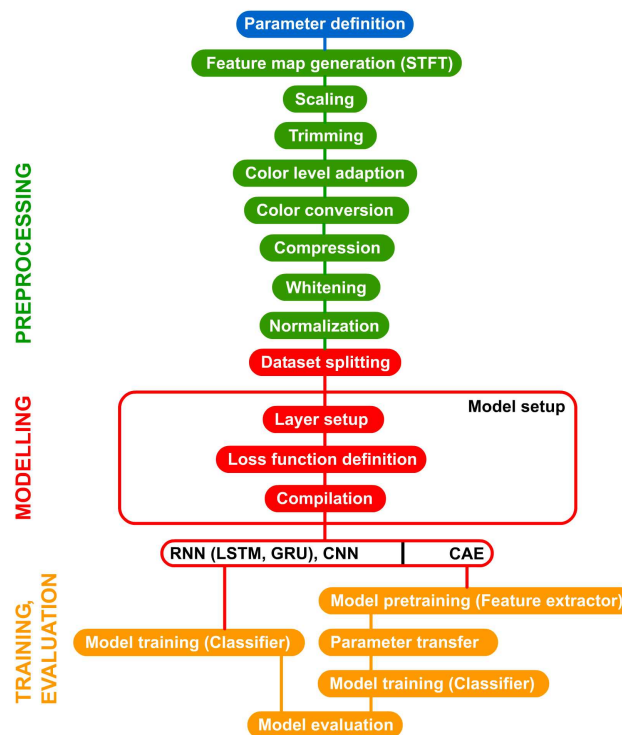 Parameter definition
Feature map generation (STFT)
Scaling
Trimming
Color level adaption
Color conversion
Compression
Whitening
Normalization
PREPROCESSING
Dataset splitting
Model setup
Layer setup
Loss function definition
Compilation
MODELLING
RNN (LSTM, GRU), CNN
CAE
Model pretraining (Feature extractor)
Model training (Classifier)
Parameter transfer
Model training (Classifier)
Model evaluation
TRAINING,
EVALUATION